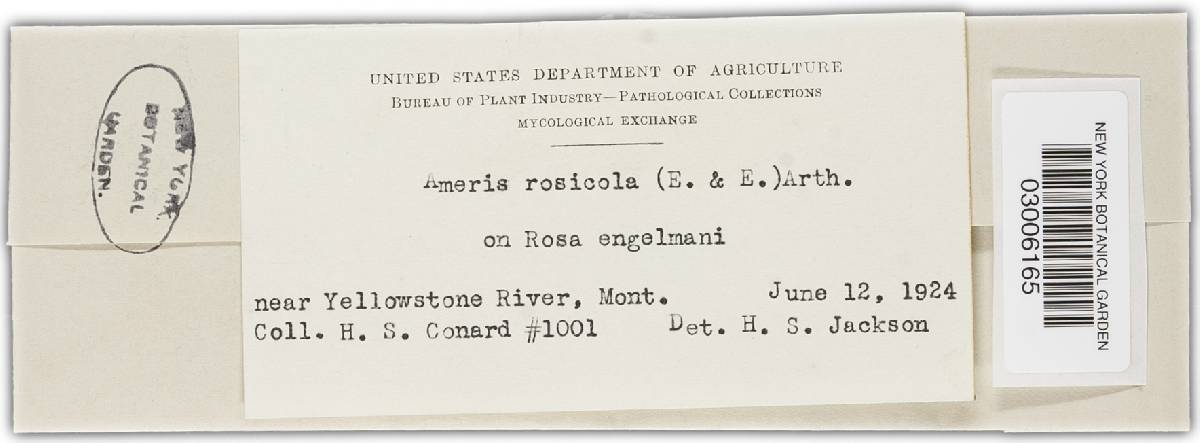 NEW YORK
BOTANICAL
GARDEN.
UNITED STATES DEPARTMENT OF AGRICULTURE
BUREAU OF PLANT INDUSTRY—PATHOLOGICAL COLLECTIONS
MYCOLOGICAL EXCHANGE
Ameris rosicola (E. & E.)Arth.
on Rosa engelmani
near Yellowstone River, Mont. June 12, 1924
Coll. H. S. Conard #1001 Det. H. S. Jackson
NEW YORK BOTANICAL GARDEN
03006165